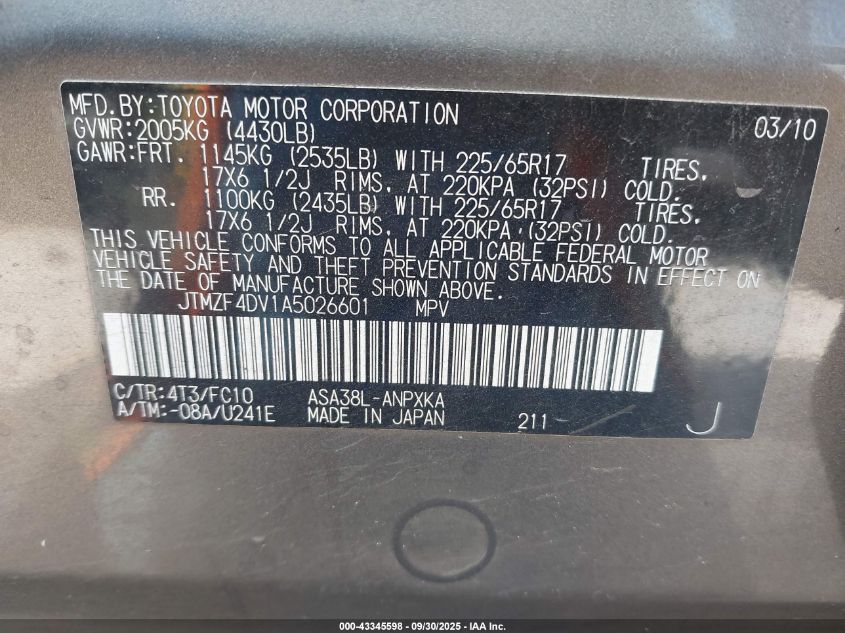 MFD.BY:TOYOTA MOTOR CORPORATION 03/10
GVWR:2005KG (4430LB)
GAWR:FRT. 1145KG (2535LB) WITH 225/65R17 TIRES,
17X6 1/2J RIMS, AT 220KPA (32PSI) COLD.
RR. 1100KG (2435LB) WITH 225/65R17 TIRES,
17X6 1/2J RIMS, AT 220KPA (32PSI) COLD.
THIS VEHICLE CONFORMS TO ALL APPLICABLE FEDERAL MOTOR
VEHICLE SAFETY AND THEFT PREVENTION STANDARDS IN EFFECT ON
THE DATE OF MANUFACTURE SHOWN ABOVE.
JTMZF4DV1A5026601 MPV
C/TR:4T3/FC10 ASA38L-ANPXKA
A/TM:-08A/U241E MADE IN JAPAN 211 J
000-43345598 - 09/30/2025 - IAA Inc.